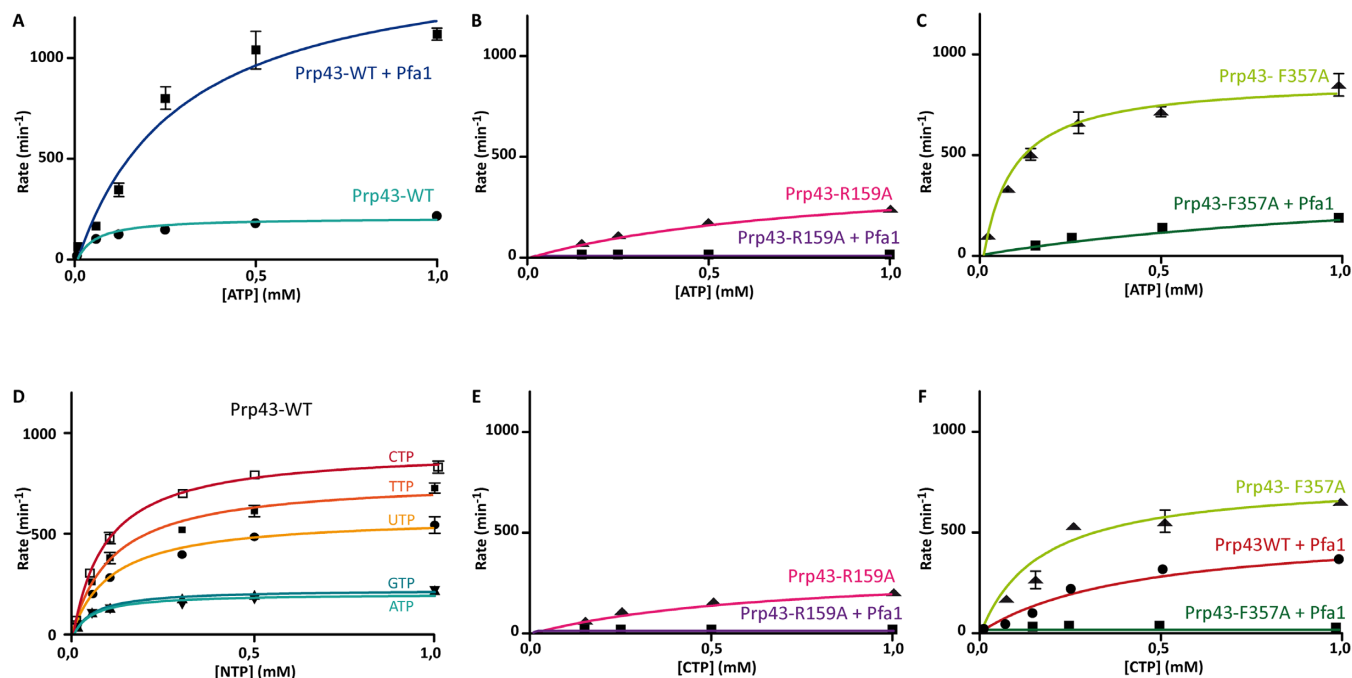 A
1000
500
0
Rate (min⁻¹)
Prp43-WT + Pfa1
Prp43-WT
0,0
0,5
1,0
[ATP] (mM)
B
1000
500
0
Rate (min⁻¹)
Prp43-R159A
Prp43-R159A + Pfa1
0,0
0,5
1,0
[ATP] (mM)
C
1000
500
0
Rate (min⁻¹)
Prp43- F357A
Prp43-F357A + Pfa1
0,0
0,5
1,0
[ATP] (mM)
D
Prp43-WT
1000
500
0
Rate (min⁻¹)
CTP
TTP
UTP
GTP
ATP
0,0
0,5
1,0
[NTP] (mM)
E
1000
500
0
Rate (min⁻¹)
Prp43-R159A
Prp43-R159A + Pfa1
0,0
0,5
1,0
[CTP] (mM)
F
1000
500
0
Rate (min⁻¹)
Prp43- F357A
Prp43WT + Pfa1
Prp43-F357A + Pfa1
0,0
0,5
1,0
[CTP] (mM)